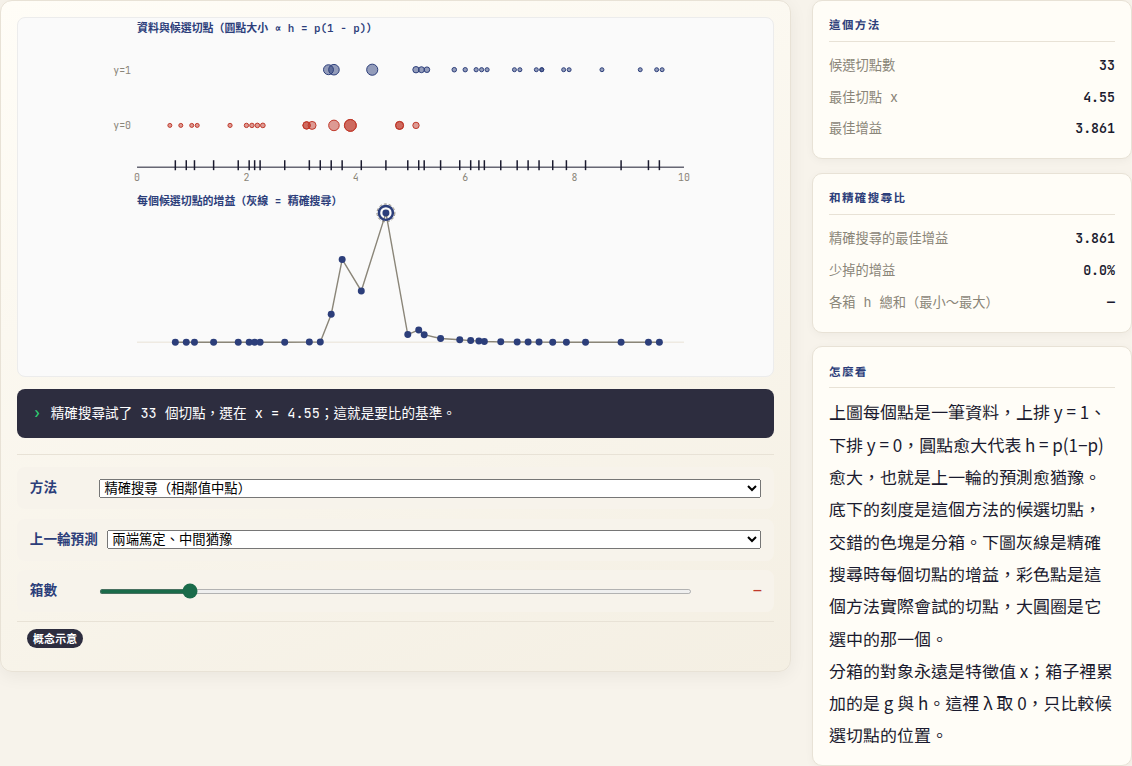 資料與候選切點（圓點大小 ∝ h = p(1 - p)）
y=1
y=0
0 2 4 6 8 10
每個候選切點的增益（灰線 = 精確搜尋）
› 精確搜尋試了 33 個切點，選在 x = 4.55；這就是要比的基準。
方法 精確搜尋（相鄰值中點）
上一輪預測 兩端篤定、中間猶豫
箱數 —
概念示意
這個方法
候選切點數 33
最佳切點 x 4.55
最佳增益 3.861
和精確搜尋比
精確搜尋的最佳增益 3.861
少掉的增益 0.0%
各箱 h 總和（最小～最大） —
怎麼看
上圖每個點是一筆資料，上排 y = 1、
下排 y = 0，圓點愈大代表 h = p(1−p)
愈大，也就是上一輪的預測愈猶豫。
底下的刻度是這個方法的候選切點，
交錯的色塊是分箱。下圖灰線是精確
搜尋時每個切點的增益，彩色點是這
個方法實際會試的切點，大圓圈是它
選中的那一個。
分箱的對象永遠是特徵值 x；箱子裡累
加的是 g 與 h。這裡 λ 取 0，只比較候
選切點的位置。